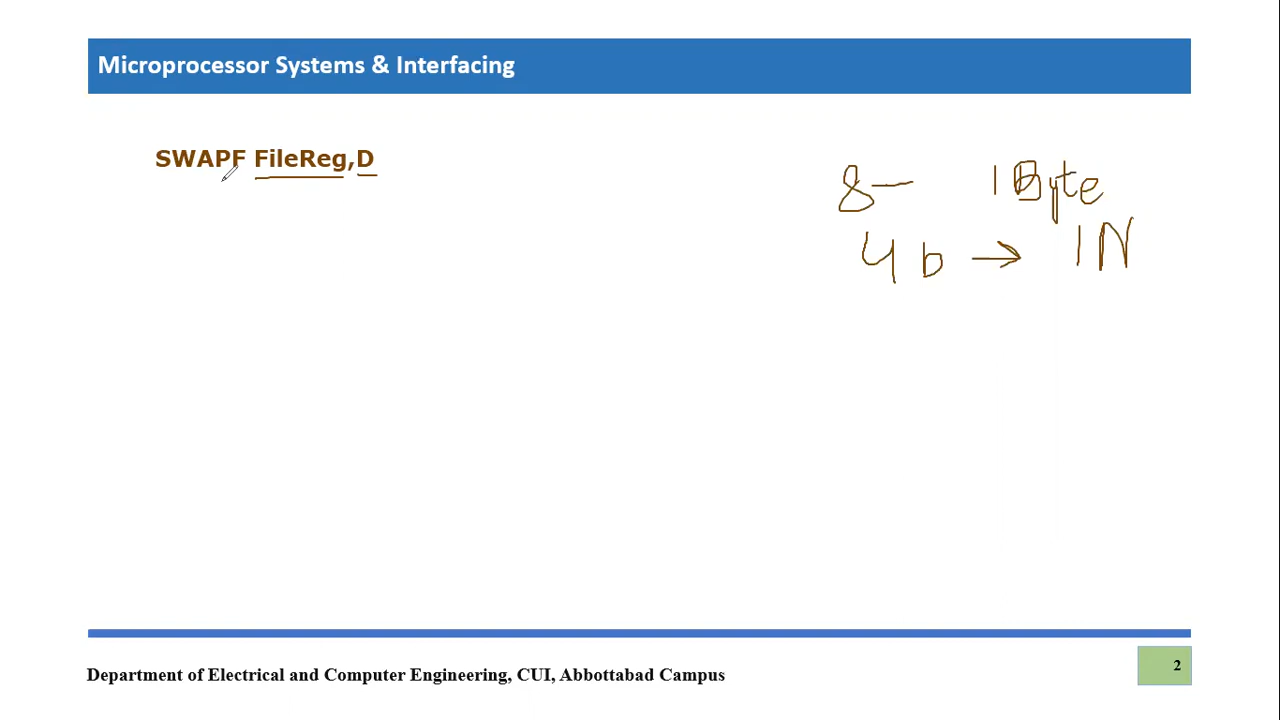 Microprocessor Systems & Interfacing
SWAPF FileReg,D
8— 1 Byte
4 b → 1N
Department of Electrical and Computer Engineering, CUI, Abbottabad Campus
2